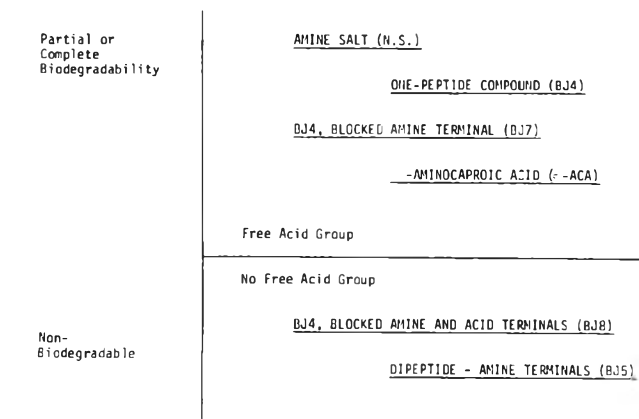 Partial or
Complete
Biodegradability
AMINE SALT (N.S.)
ONE-PEPTIDE COMPOUND (BJ4)
BJ4, BLOCKED AMINE TERMINAL (BJ7)
-AMINOCAPROIC ACID ( -ACA)
Free Acid Group
No Free Acid Group
BJ4, BLOCKED AMINE AND ACID TERMINALS (BJ8)
Non-
Biodegradable
DIPEPTIDE - AMINE TERMINALS (BJ5)